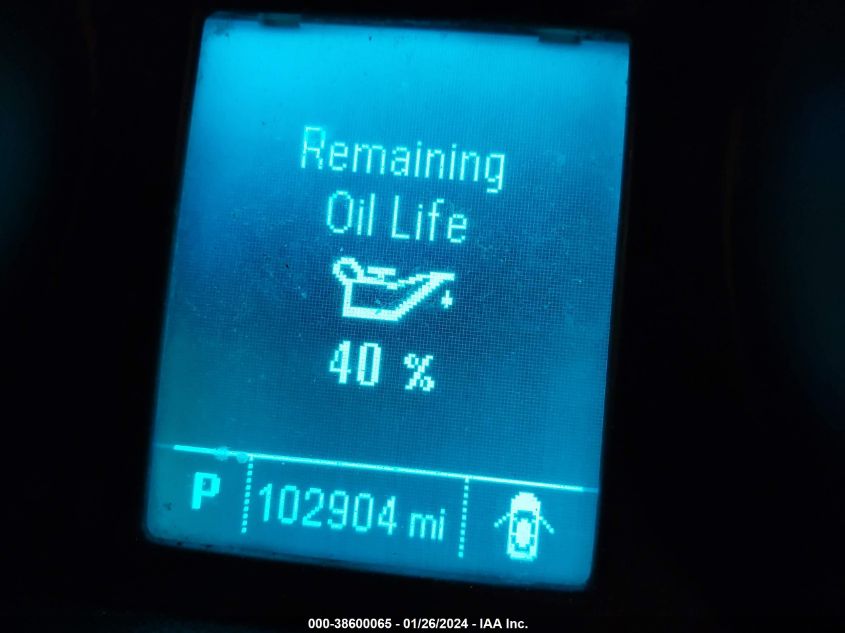 Remaining
Oil Life
40 %
P 102904 mi
000-38600065 - 01/26/2024 - IAA Inc.